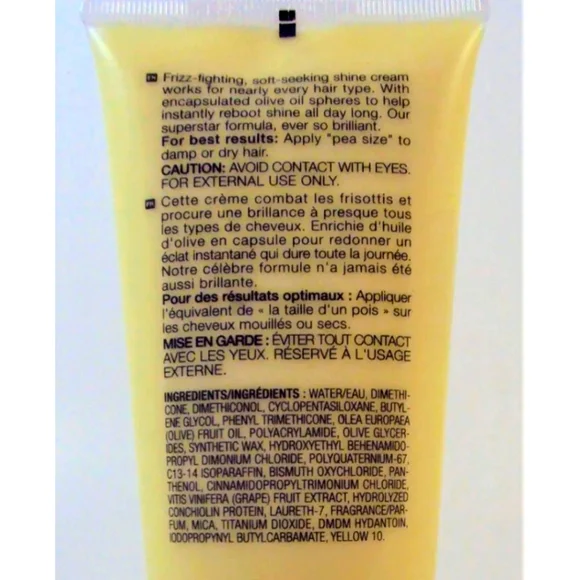 EN Frizz-fighting, soft-seeking shine cream
works for nearly every hair type. With
encapsulated olive oil spheres to help
instantly reboot shine all day long. Our
superstar formula, ever so brilliant.
For best results: Apply "pea size" to
damp or dry hair.
CAUTION: AVOID CONTACT WITH EYES.
FOR EXTERNAL USE ONLY.
FR Cette crème combat les frisottis et
procure une brillance à presque tous
les types de cheveux. Enrichie d'huile
d'olive en capsule pour redonner un
éclat instantané qui dure toute la journée.
Notre célèbre formule n'a jamais été
aussi brillante.
Pour des résultats optimaux : Appliquer
l'équivalent de « la taille d'un pois » sur
les cheveux mouillés ou secs.
MISE EN GARDE : ÉVITER TOUT CONTACT
AVEC LES YEUX. RÉSERVÉ À L'USAGE
EXTERNE.
INGREDIENTS/INGRÉDIENTS : WATER/EAU, DIMETHI-
CONE, DIMETHICONOL, CYCLOPENTASILOXANE, BUTYL-
ENE GLYCOL, PHENYL TRIMETHICONE, OLEA EUROPAEA
(OLIVE) FRUIT OIL, POLYACRYLAMIDE, OLIVE GLYCER-
IDES, SYNTHETIC WAX, HYDROXYETHYL BEHENAMIDO-
PROPYL DIMONIUM CHLORIDE, POLYQUATERNIUM-67,
C13-14 ISOPARAFFIN, BISMUTH OXYCHLORIDE, PAN-
THENOL, CINNAMIDOPROPYLTRIMONIUM CHLORIDE,
VITIS VINIFERA (GRAPE) FRUIT EXTRACT, HYDROLYZED
CONCHIOLIN PROTEIN, LAURETH-7, FRAGRANCE/PAR-
FUM, MICA, TITANIUM DIOXIDE, DMDM HYDANTOIN,
IODOPROPYNYL BUTYLCARBAMATE, YELLOW 10.